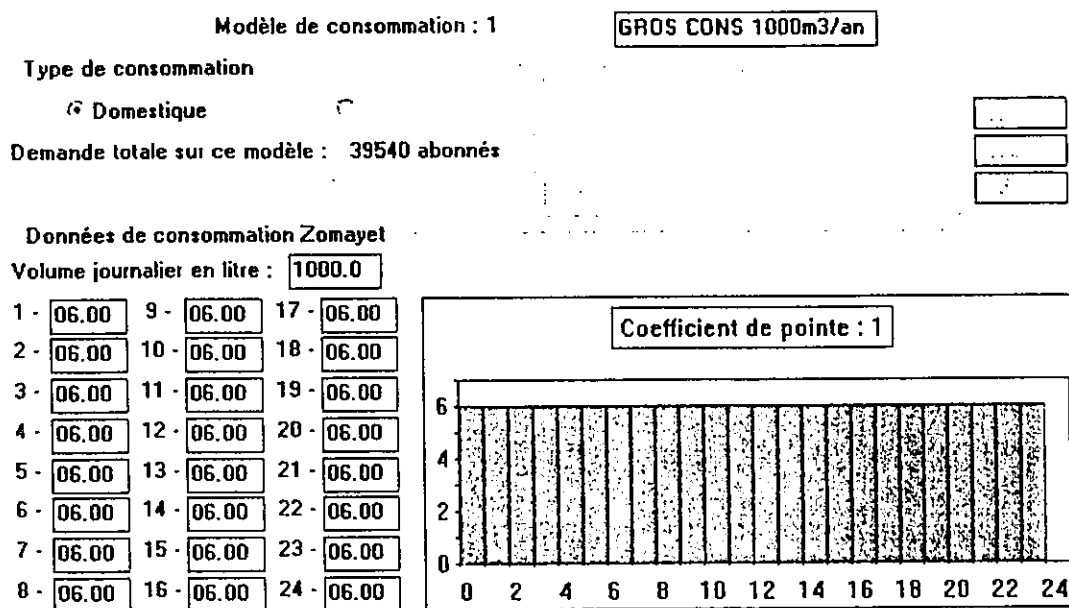 Modèle de consommation : 1 GROS CONS 1000m3/an
Type de consommation
Domestique
Demande totale sur ce modèle : 39540 abonnés
Données de consommation Zomayet
Volume journalier en litre : 1000.0
1 - 06.00 9 - 06.00 17 - 06.00
2 - 06.00 10 - 06.00 18 - 06.00
3 - 06.00 11 - 06.00 19 - 06.00
4 - 06.00 12 - 06.00 20 - 06.00
5 - 06.00 13 - 06.00 21 - 06.00
6 - 06.00 14 - 06.00 22 - 06.00
7 - 06.00 15 - 06.00 23 - 06.00
8 - 06.00 16 - 06.00 24 - 06.00
Coefficient de pointe : 1
6
4
2
0
0 2 4 6 8 10 12 14 16 18 20 22 24